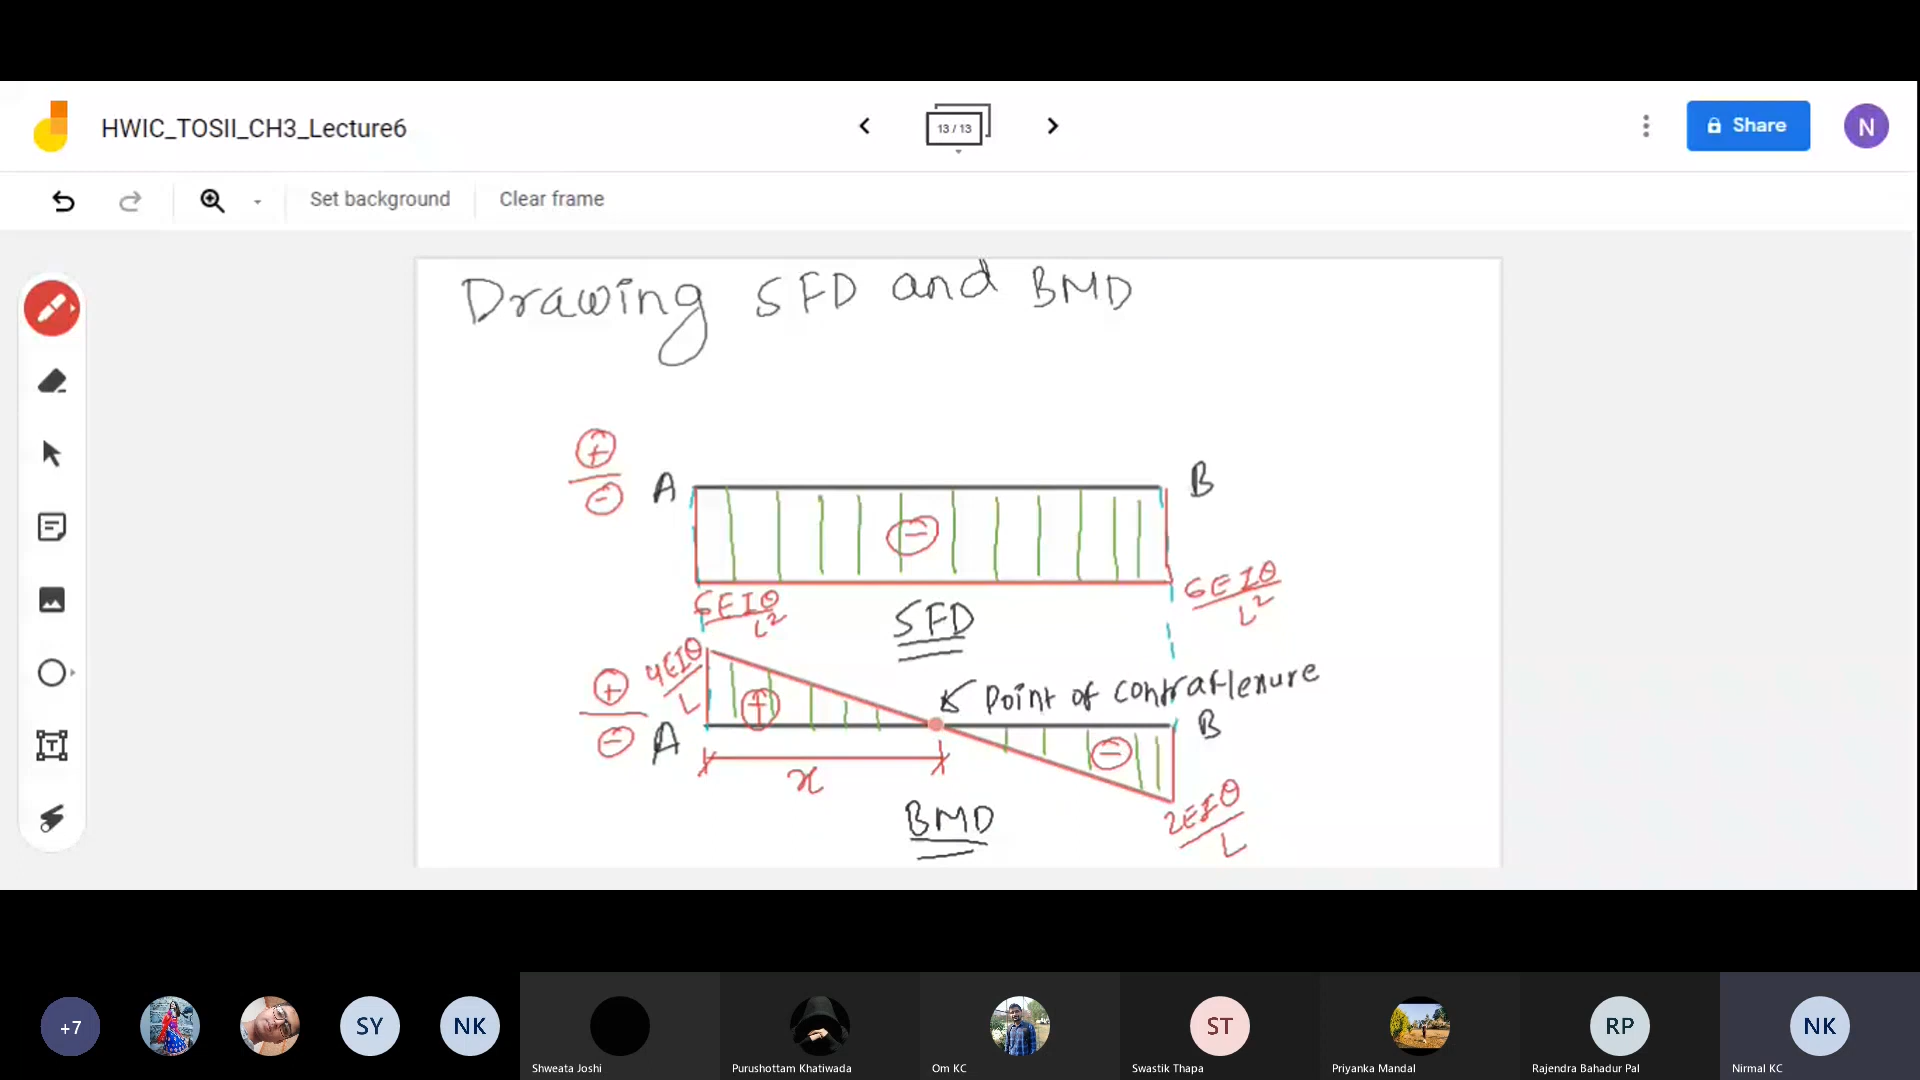 HWIC_TOSII_CH3_Lecture6
13 / 13
Share
N
Set background
Clear frame
Drawing SFD and BMD
+
-
A
B
-
6EIθ/L²
6EIθ/L²
SFD
4EIθ/L
+
-
A
+
Point of contraflexure
B
-
x
2EIθ/L
BMD
+7
SY
NK
ST
RP
NK
Shweata Joshi
Purushottam Khatiwada
Om KC
Swastik Thapa
Priyanka Mandal
Rajendra Bahadur Pal
Nirmal KC